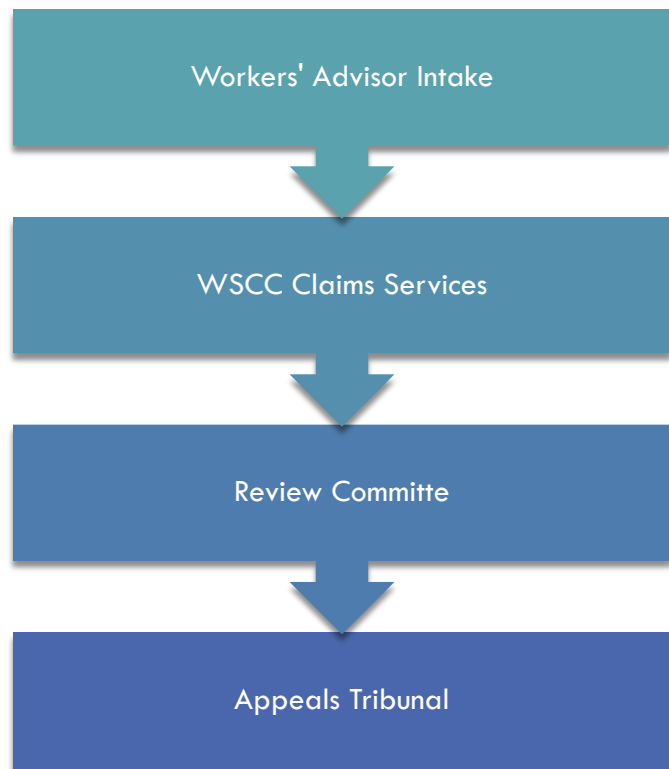 Workers' Advisor Intake
WSCC Claims Services
Review Committe
Appeals Tribunal